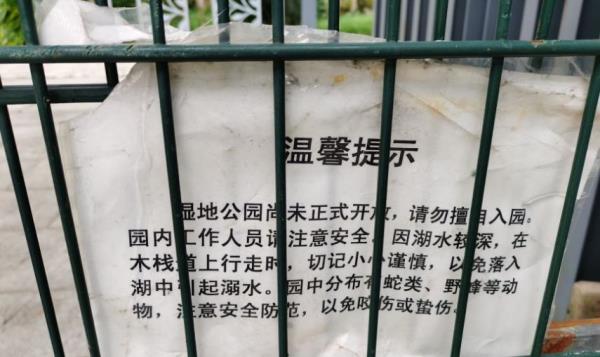 温馨提示
湿地公园尚未正式开放，请勿擅自入园。
园内工作人员请注意安全。因湖水较深，在
木栈道上行走时，切记小心谨慎，以免落入
湖中引起溺水。园中分布有蛇类、野蜂等动
物，注意安全防范，以免咬伤或蛰伤。